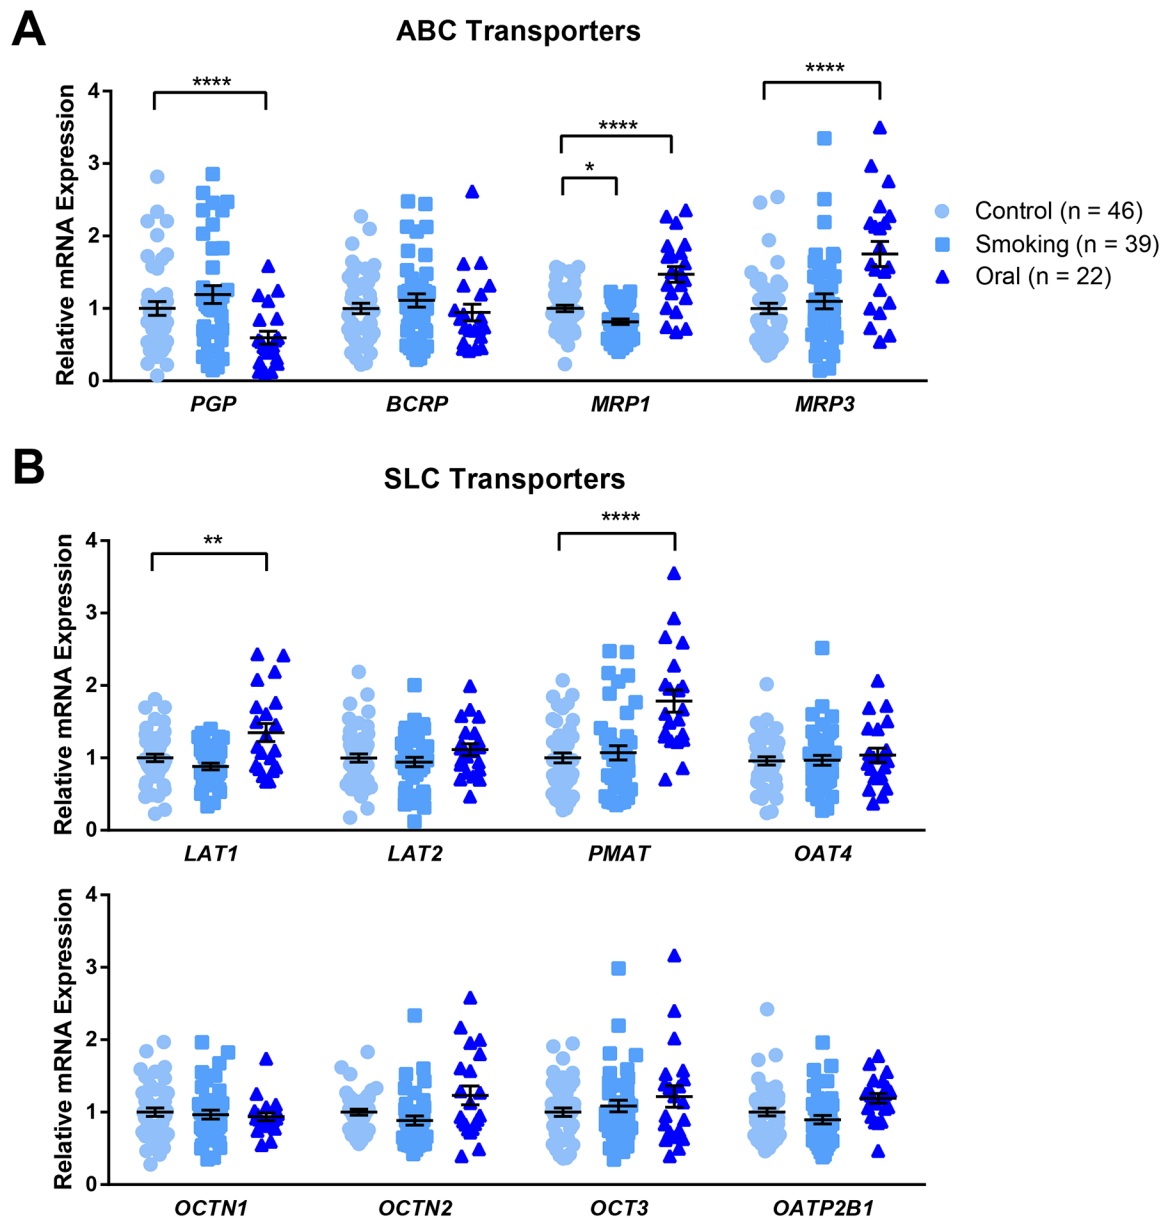 A
ABC Transporters
Relative mRNA Expression
4
3
2
1
0
****
****
*
****
PGP
BCRP
MRP1
MRP3
Control (n = 46)
Smoking (n = 39)
Oral (n = 22)
B
SLC Transporters
Relative mRNA Expression
4
3
2
1
0
**
****
LAT1
LAT2
PMAT
OAT4
Relative mRNA Expression
4
3
2
1
0
OCTN1
OCTN2
OCT3
OATP2B1